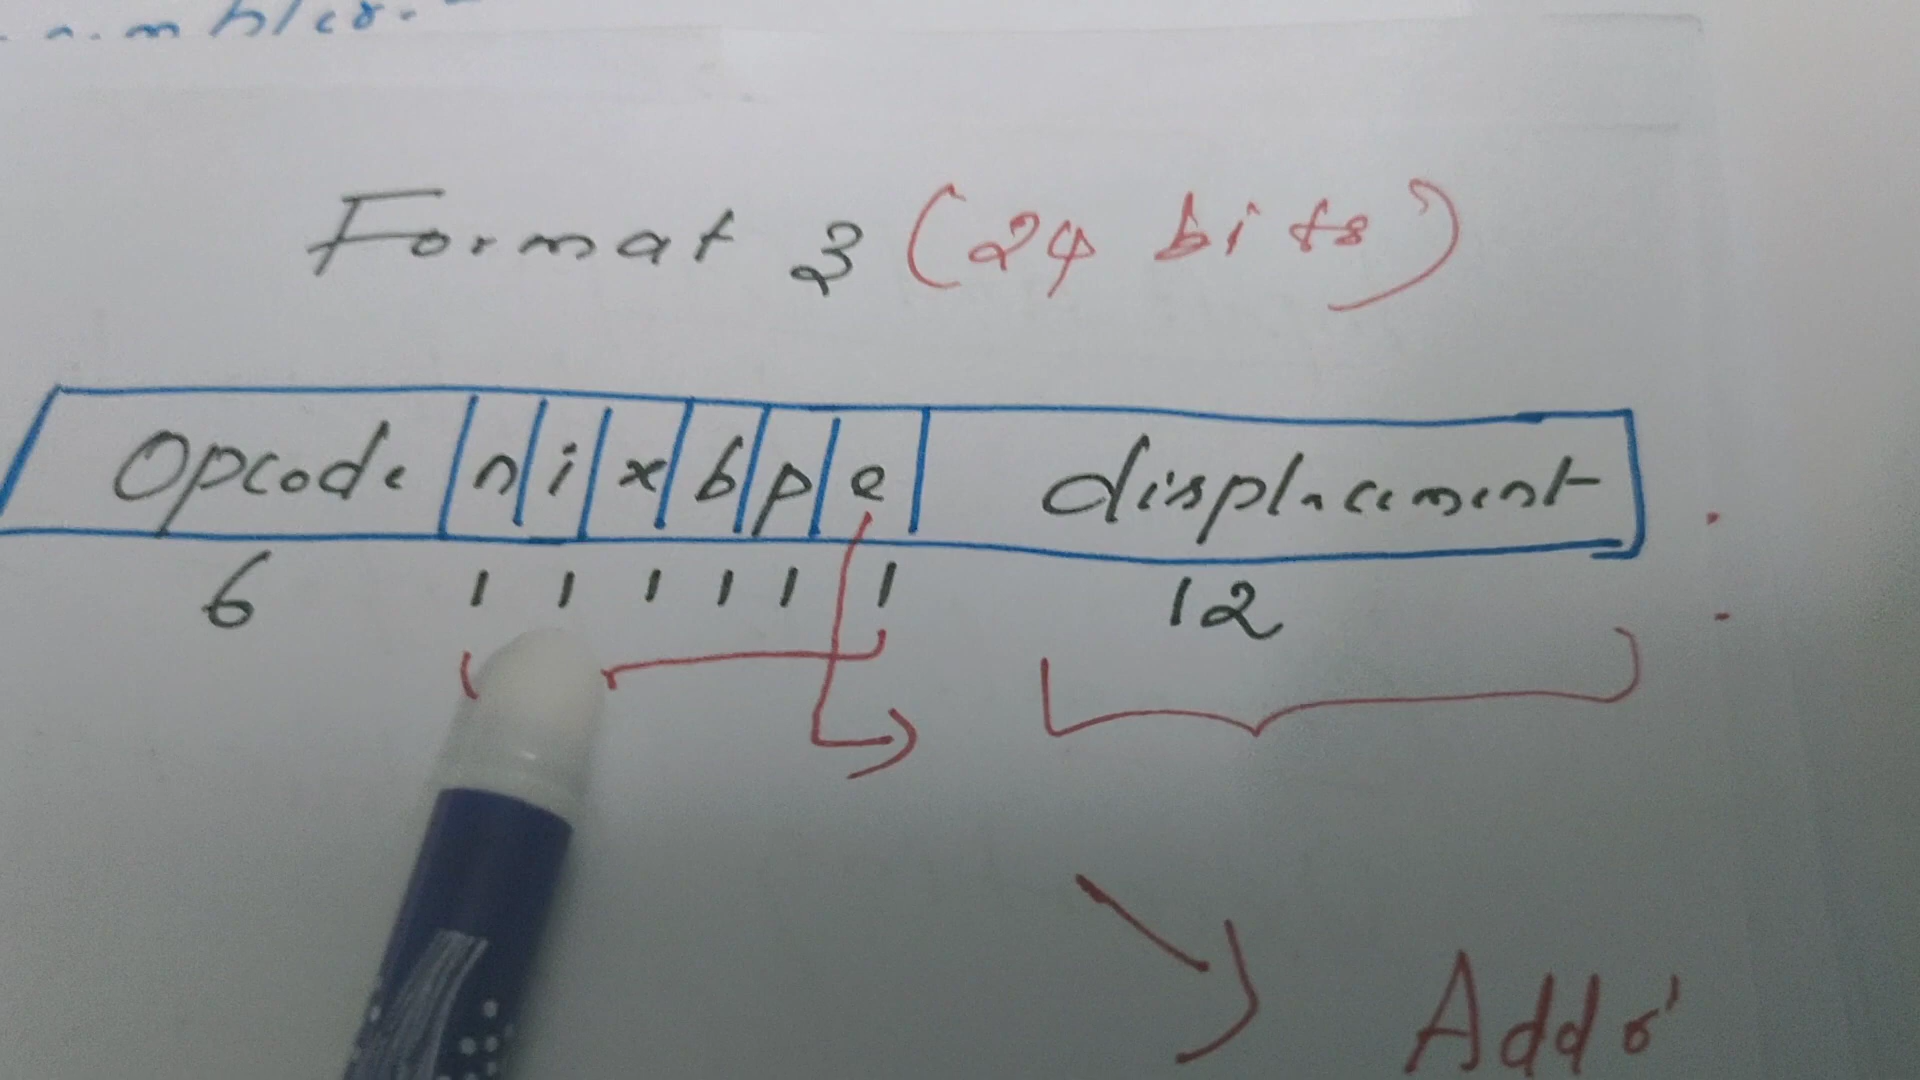 Format 3 (24 bits)
Opcode n i x b p e displacement
6 1 1 1 1 1 1 12
Addr